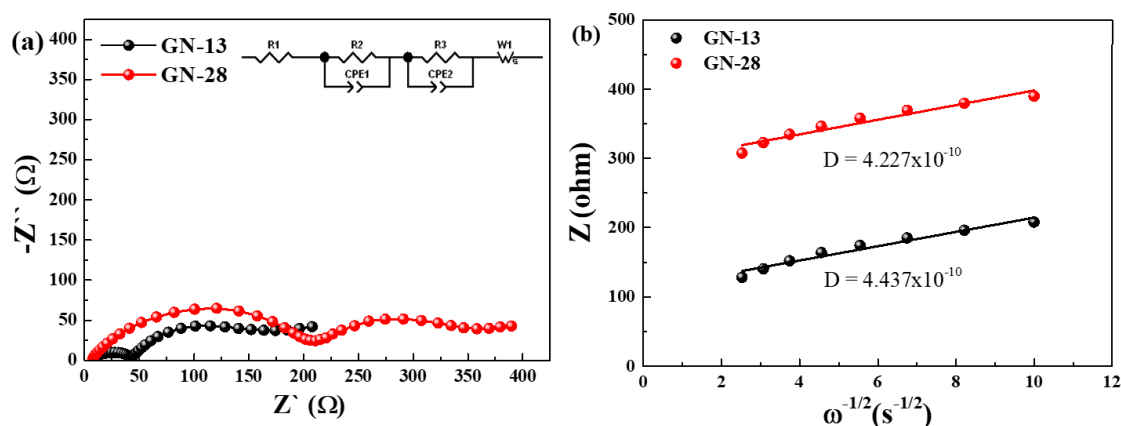 (a)
GN-13
GN-28
R1
R2
R3
W1
CPE1
CPE2
s
-Z`` (Ω)
400
350
300
250
200
150
100
50
0
0
50
100
150
200
250
300
350
400
Z` (Ω)
(b)
GN-13
GN-28
D = 4.227x10⁻¹⁰
D = 4.437x10⁻¹⁰
Z (ohm)
500
400
300
200
100
0
0
2
4
6
8
10
12
ω⁻¹/²(s⁻¹/²)